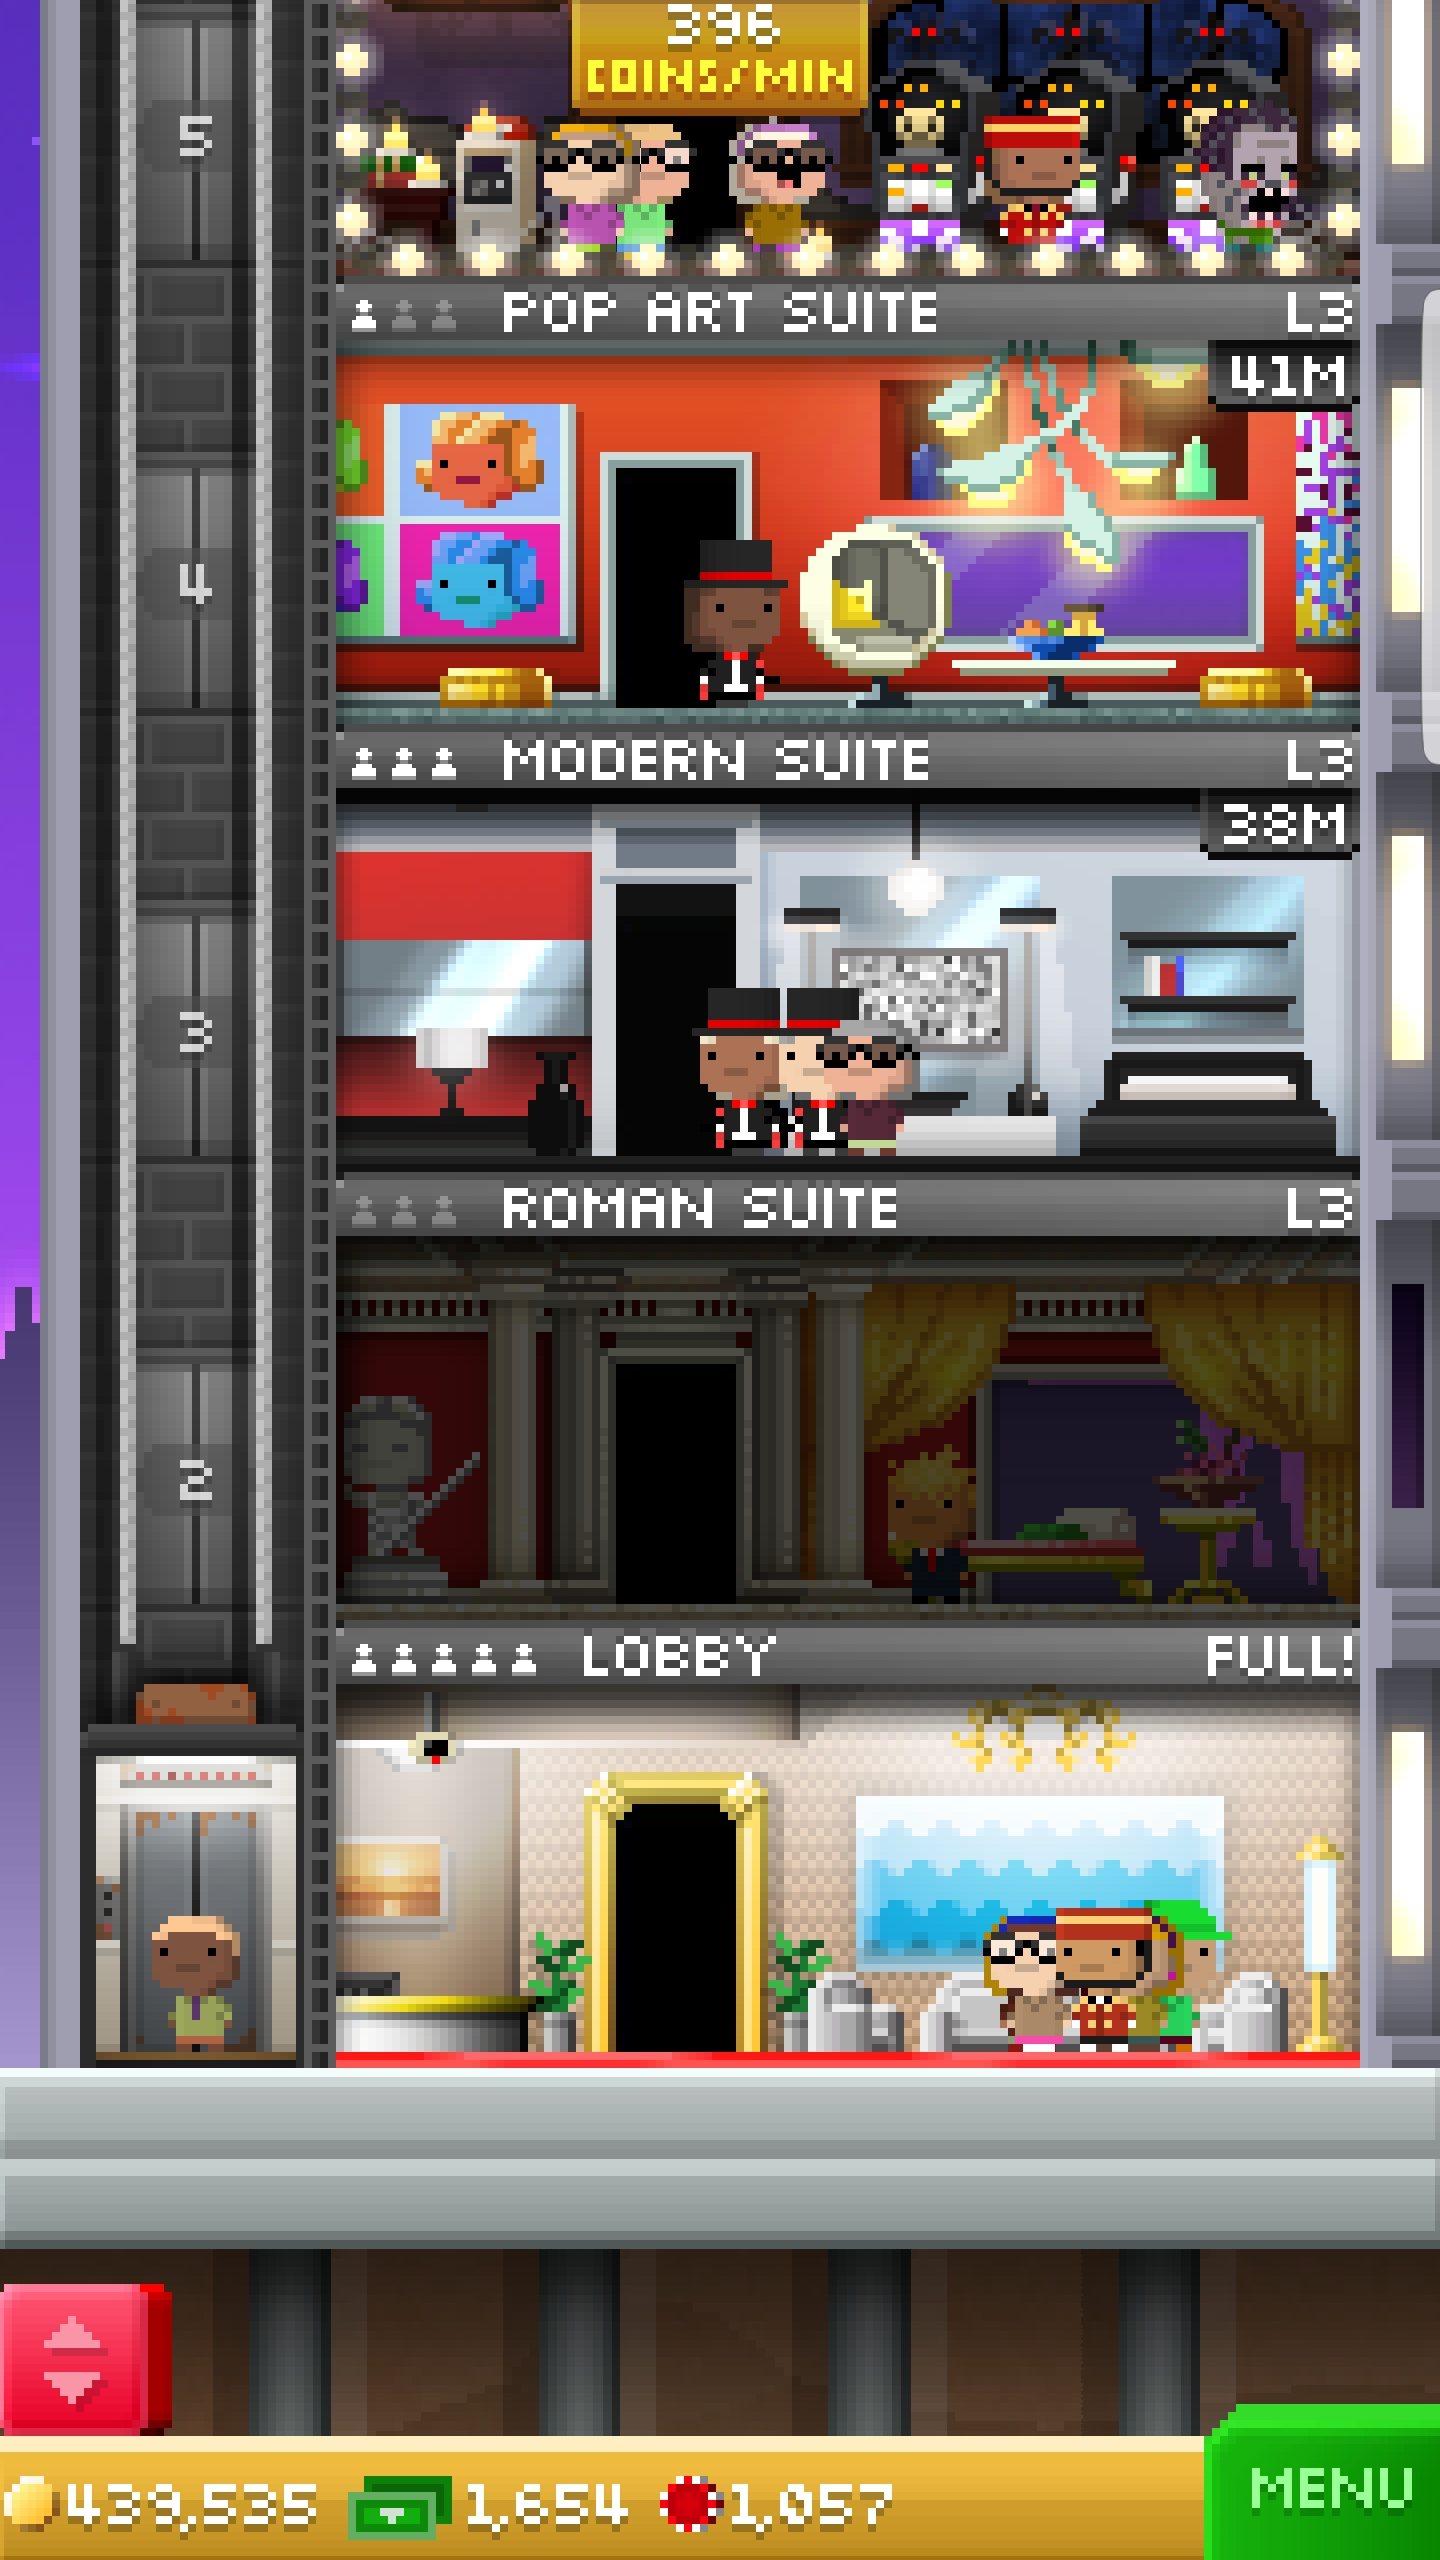 396
COINS/MIN
5
POP ART SUITE L3
41M
4
MODERN SUITE L3
38M
3
ROMAN SUITE L3
2
LOBBY FULL!
439,535 1,654 1,057
MENU